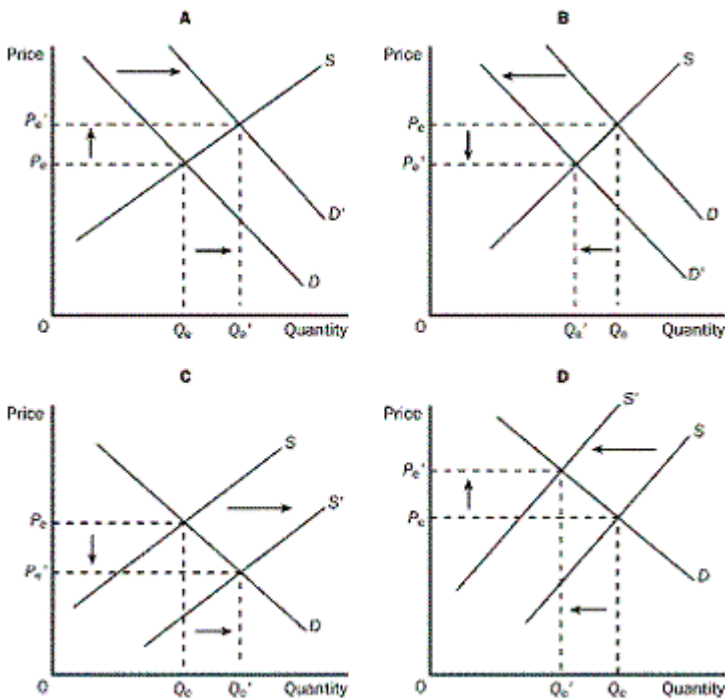 A
Price
S
Pe'
Pe
D'
D
O
Qe
Qe'
Quantity
B
Price
S
Pe
Pe'
D
D'
O
Qe'
Qe
Quantity
C
Price
S
S'
Pe
Pe'
D
O
Qe
Qe'
Quantity
D
Price
S'
S
Pe'
Pe
D
O
Qe'
Qe
Quantity